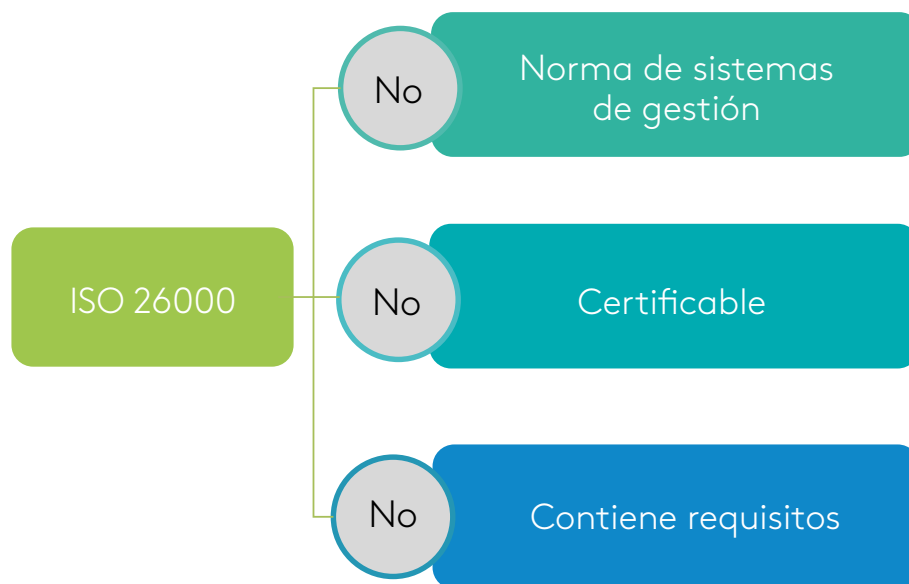 No
Norma de sistemas
de gestión
ISO 26000
No
Certificable
No
Contiene requisitos